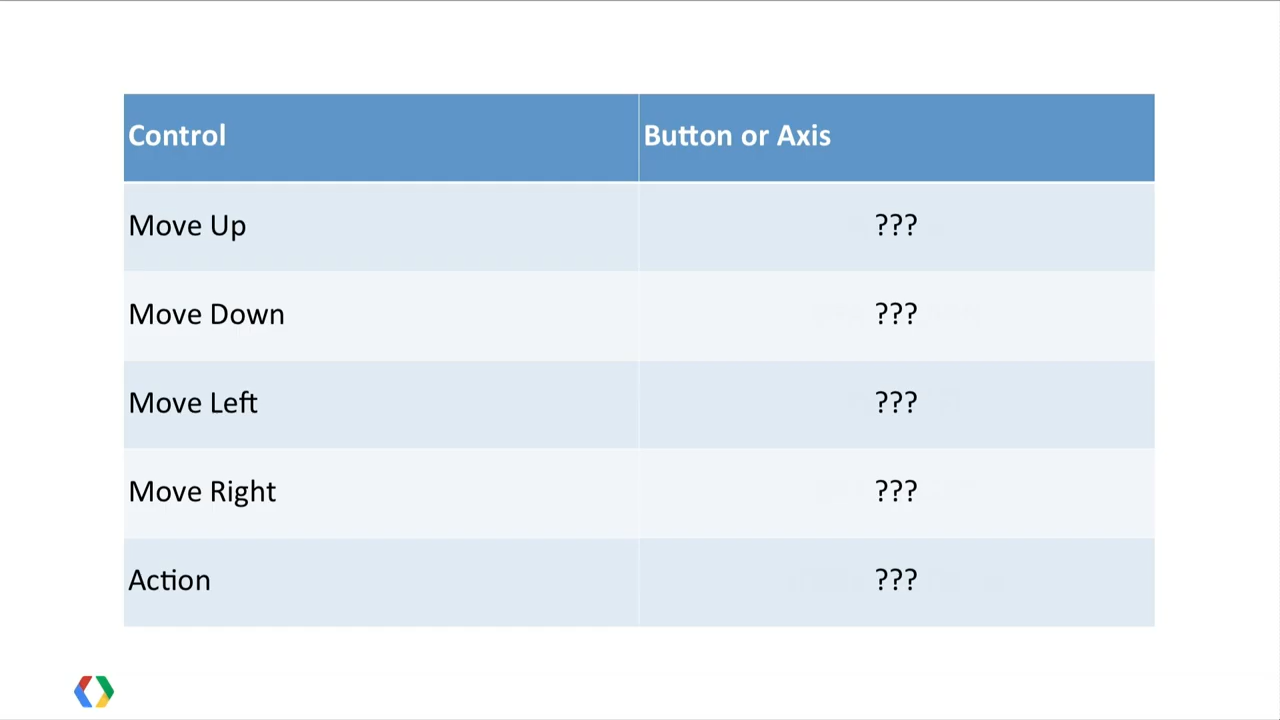 Control Button or Axis
Move Up ???
Move Down ???
Move Left ???
Move Right ???
Action ???